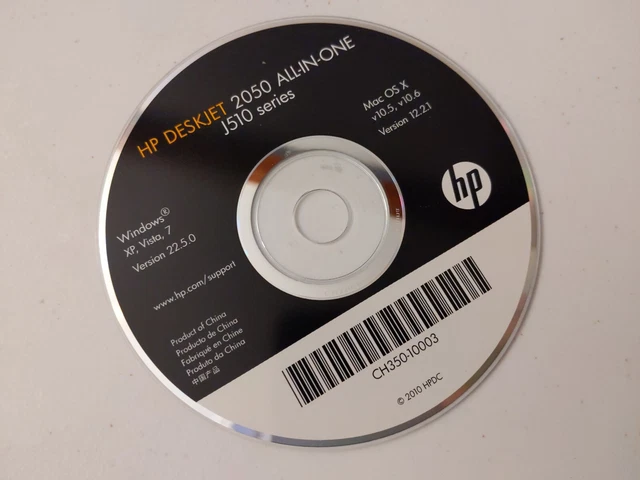 HP DESKJET 2050 ALL-IN-ONE
J510 series
Mac OS X
v10.5, v10.6
Version 12.2.1
hp
Windows®
XP, Vista, 7
Version 22.5.0
www.hp.com/support
Product of China
Producto de China
Fabriqué en Chine
Produto da China
中国产品
CH350-10003
© 2010 HPDC